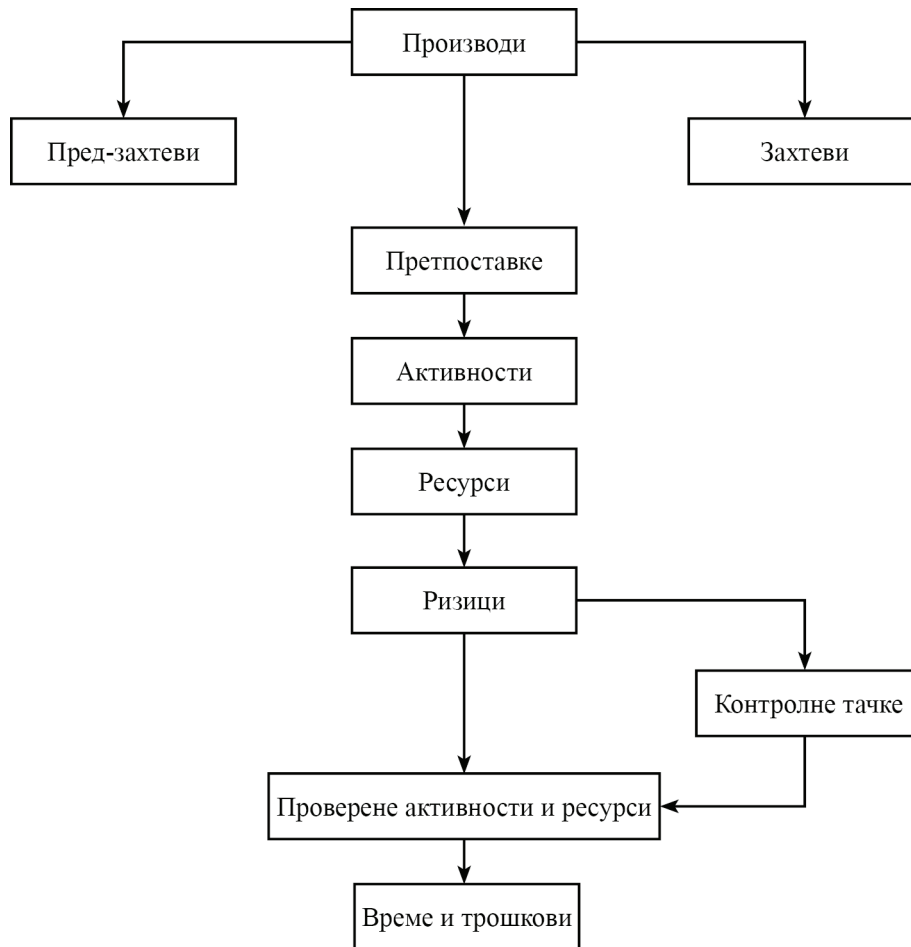 Производи
Пред-захтеви
Захтеви
Претпоставке
Активности
Ресурси
Ризици
Контролне тачке
Проверене активности и ресурси
Време и трошкови